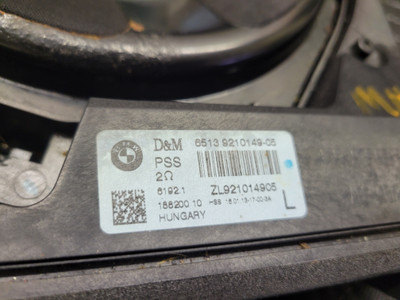 D&M 6513 9210149-05
PSS
2Ω
6192.1 ZL921014905
188200 10
HUNGARY L